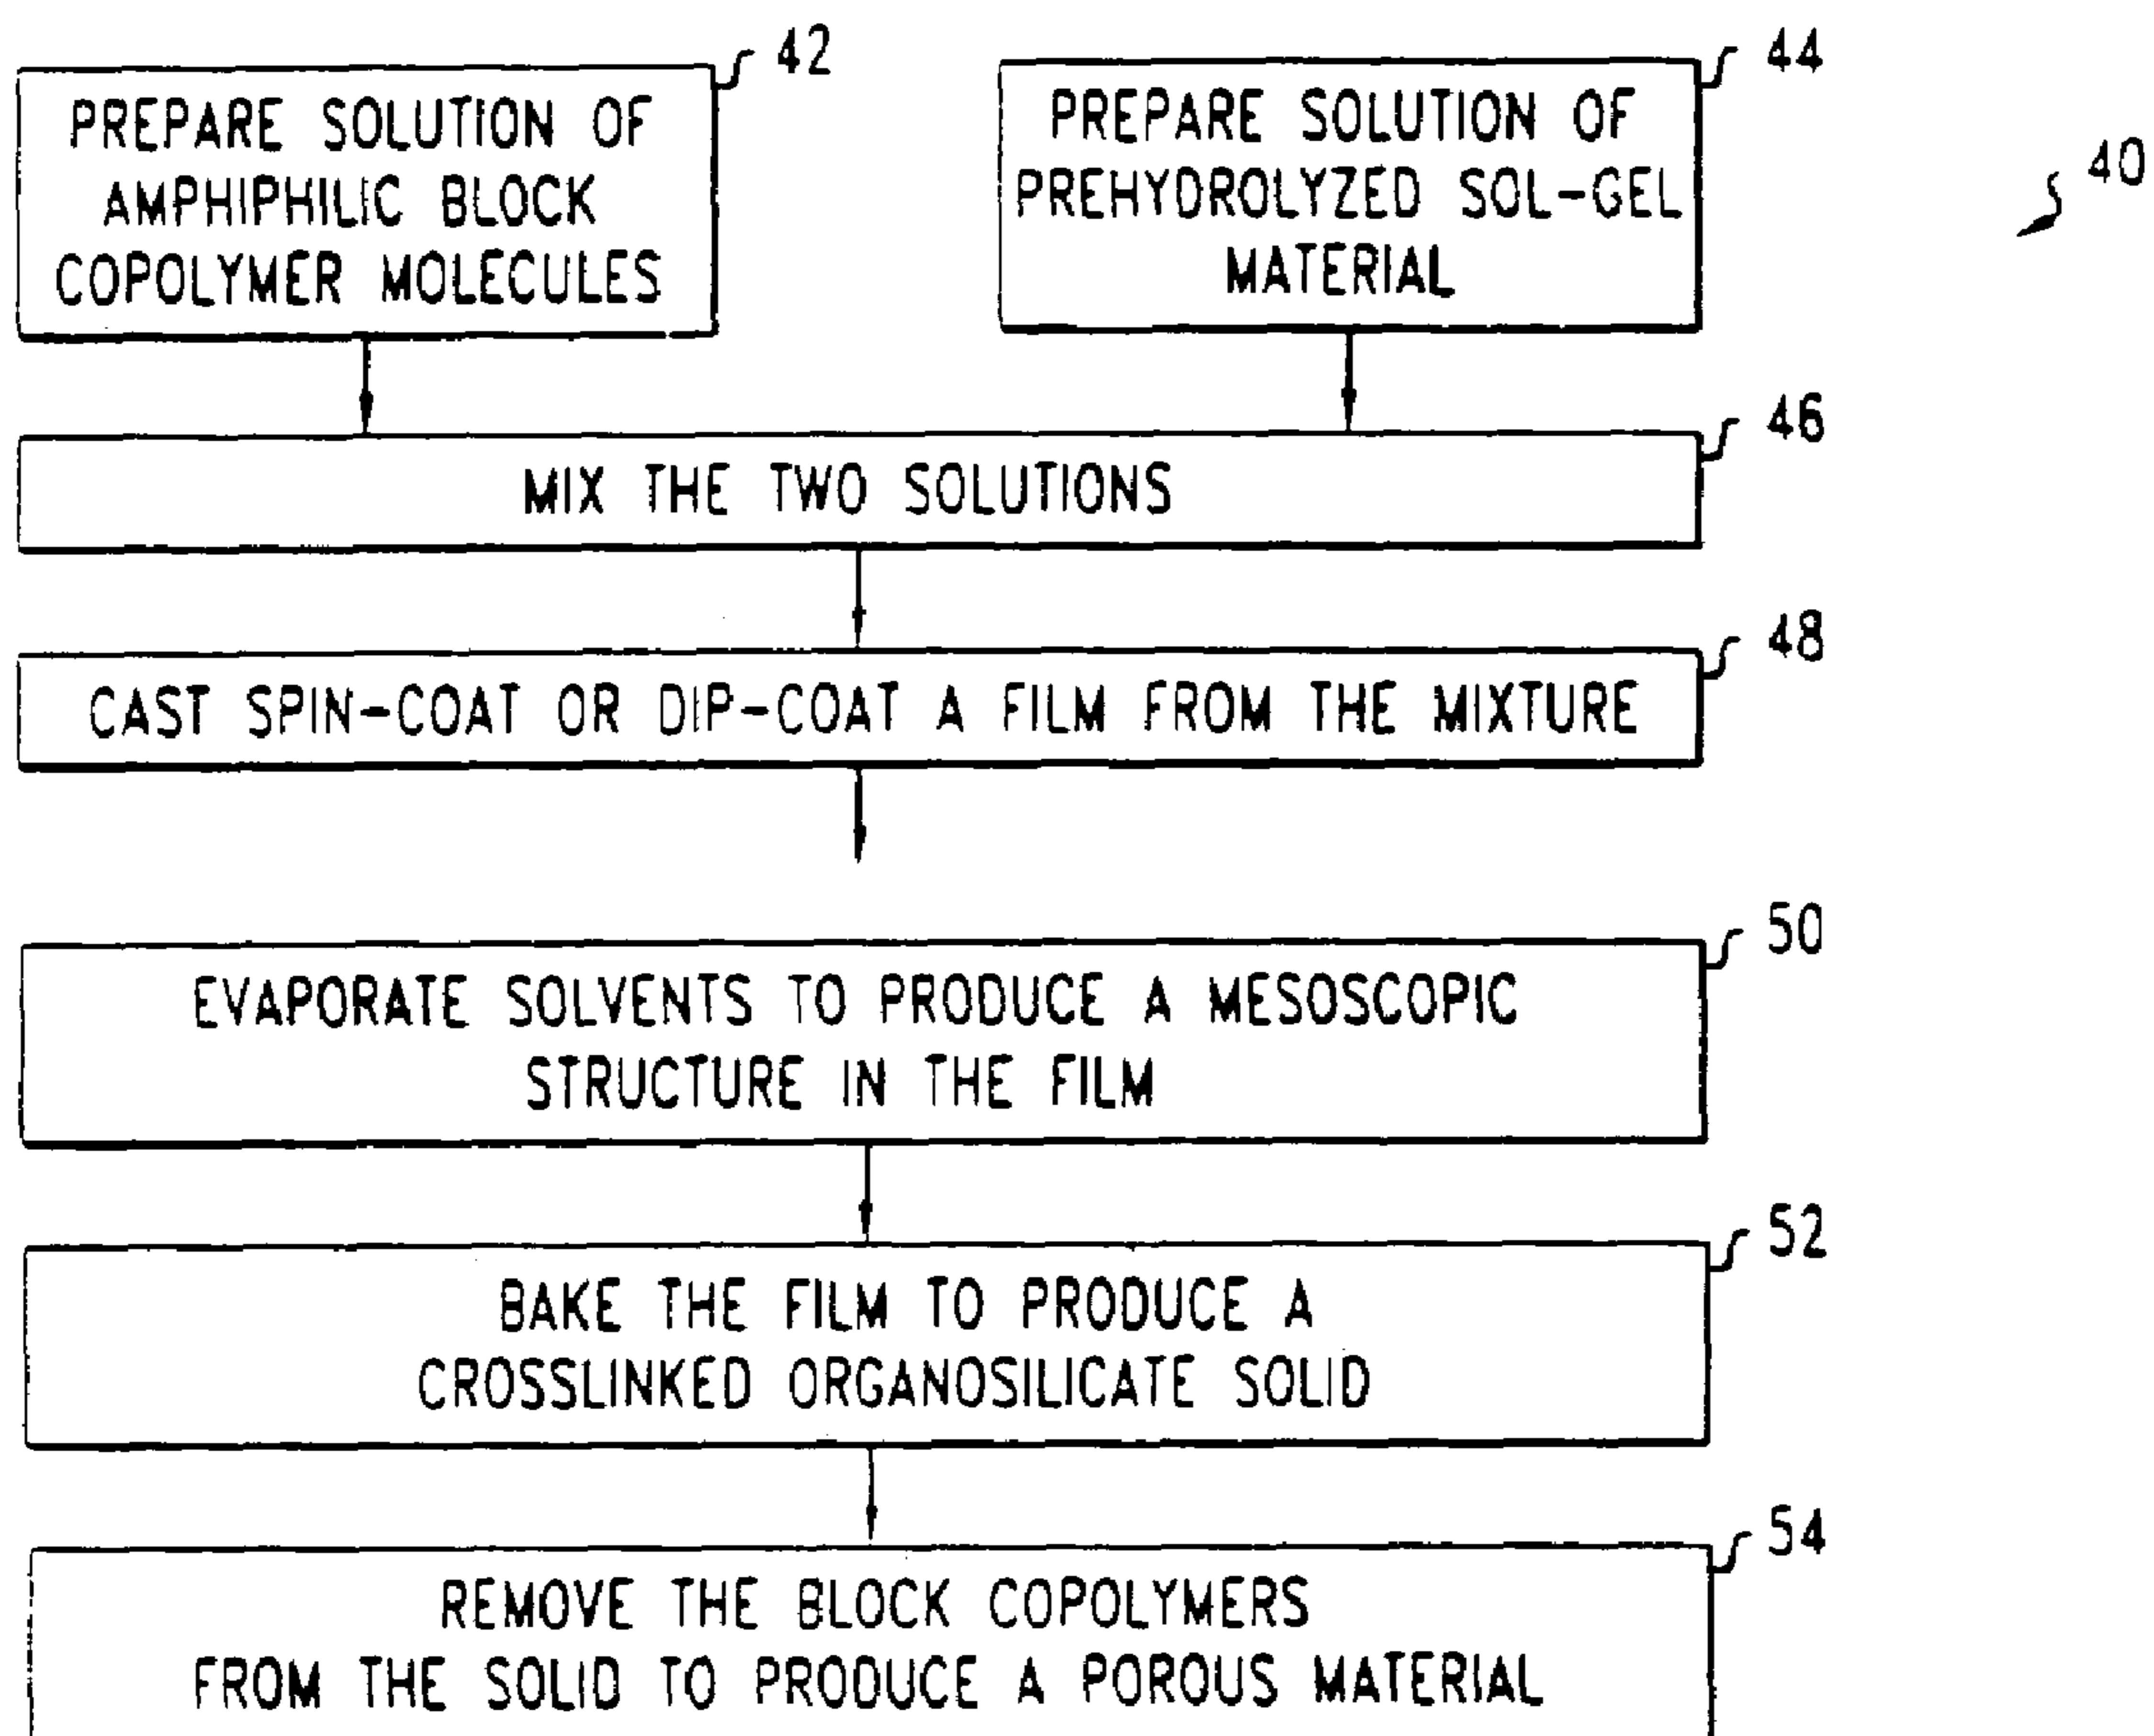 42
PREPARE SOLUTION OF
AMPHIPHILIC BLOCK
COPOLYMER MOLECULES
44
PREPARE SOLUTION OF
PREHYDROLYZED SOL-GEL
MATERIAL
40
46
MIX THE TWO SOLUTIONS
48
CAST SPIN-COAT OR DIP-COAT A FILM FROM THE MIXTURE
50
EVAPORATE SOLVENTS TO PRODUCE A MESOSCOPIC
STRUCTURE IN THE FILM
52
BAKE THE FILM TO PRODUCE A
CROSSLINKED ORGANOSILICATE SOLID
54
REMOVE THE BLOCK COPOLYMERS
FROM THE SOLID TO PRODUCE A POROUS MATERIAL